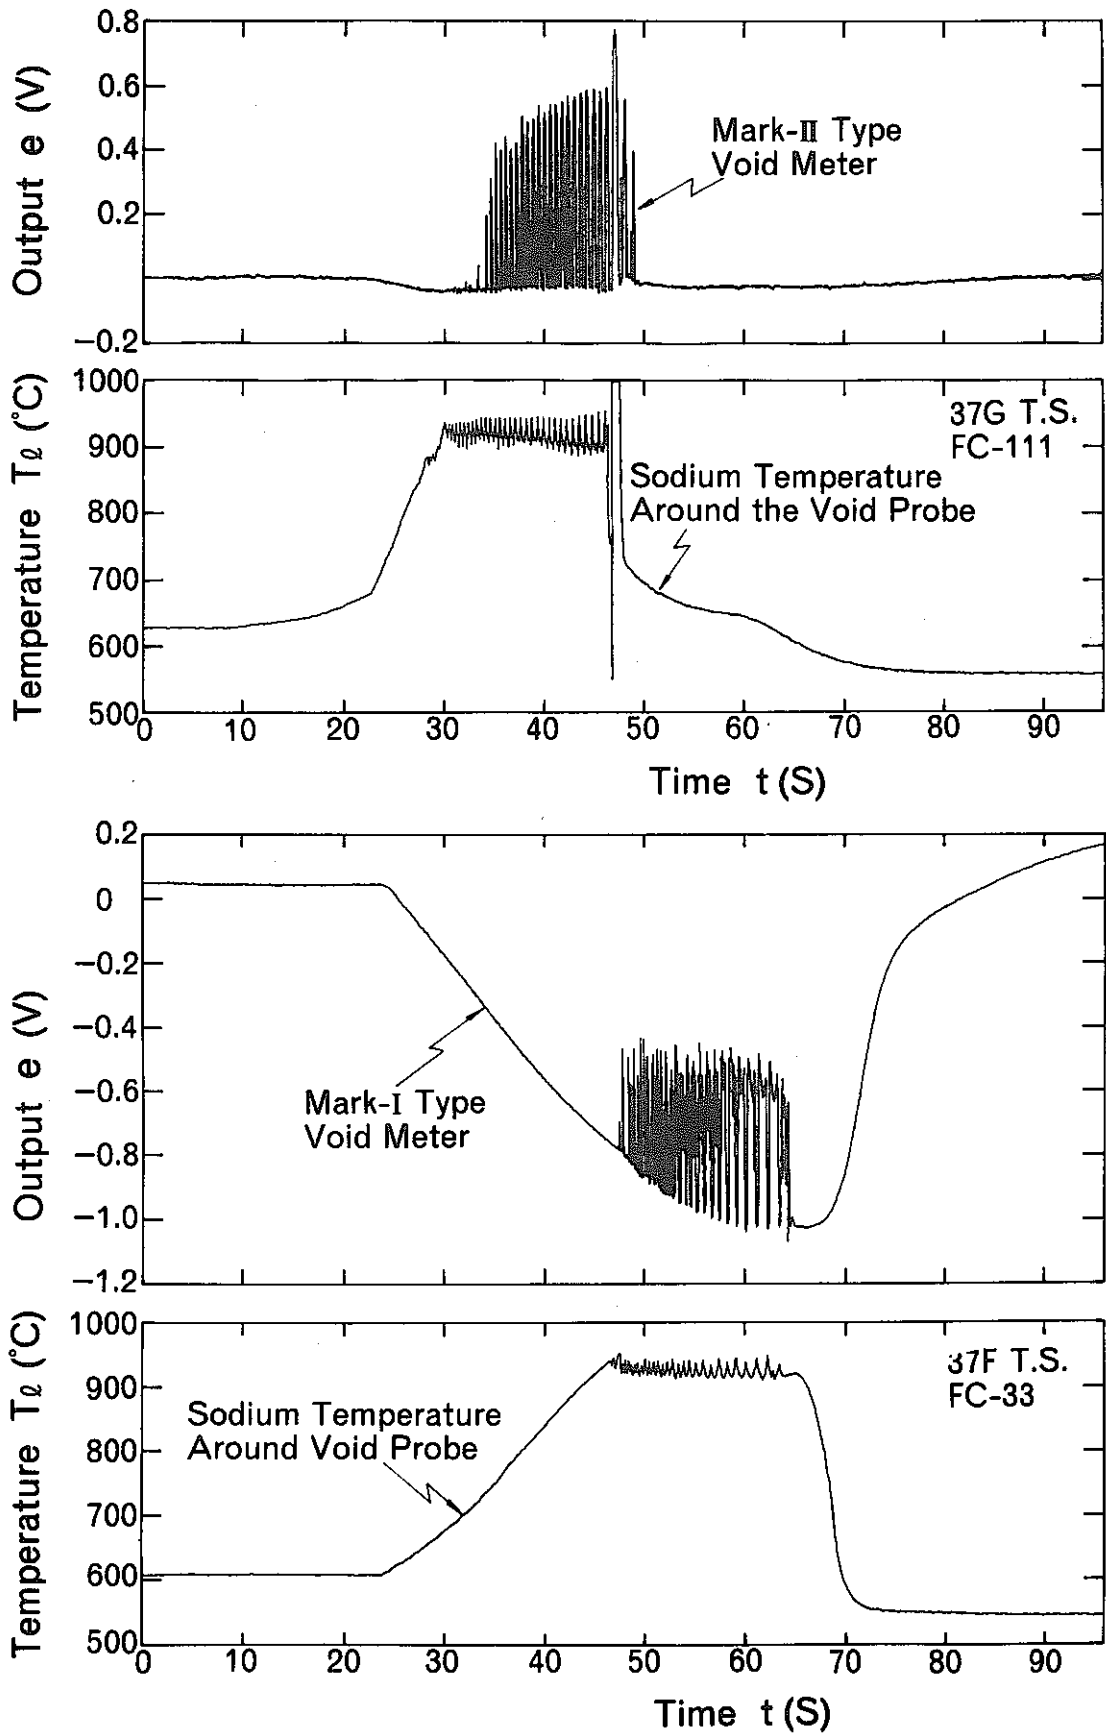 0.8
0.6
0.4
0.2
−0.2
Output e (V)
Mark-Ⅱ Type
Void Meter
1000
900
800
700
600
500
Temperature Tℓ (°C)
37G T.S.
FC-111
Sodium Temperature
Around the Void Probe
0 10 20 30 40 50 60 70 80 90
Time t (S)
0.2
0
−0.2
−0.4
−0.6
−0.8
−1.0
−1.2
Output e (V)
Mark-Ⅰ Type
Void Meter
1000
900
800
700
600
500
Temperature Tℓ (°C)
37F T.S.
FC-33
Sodium Temperature
Around Void Probe
0 10 20 30 40 50 60 70 80 90
Time t (S)